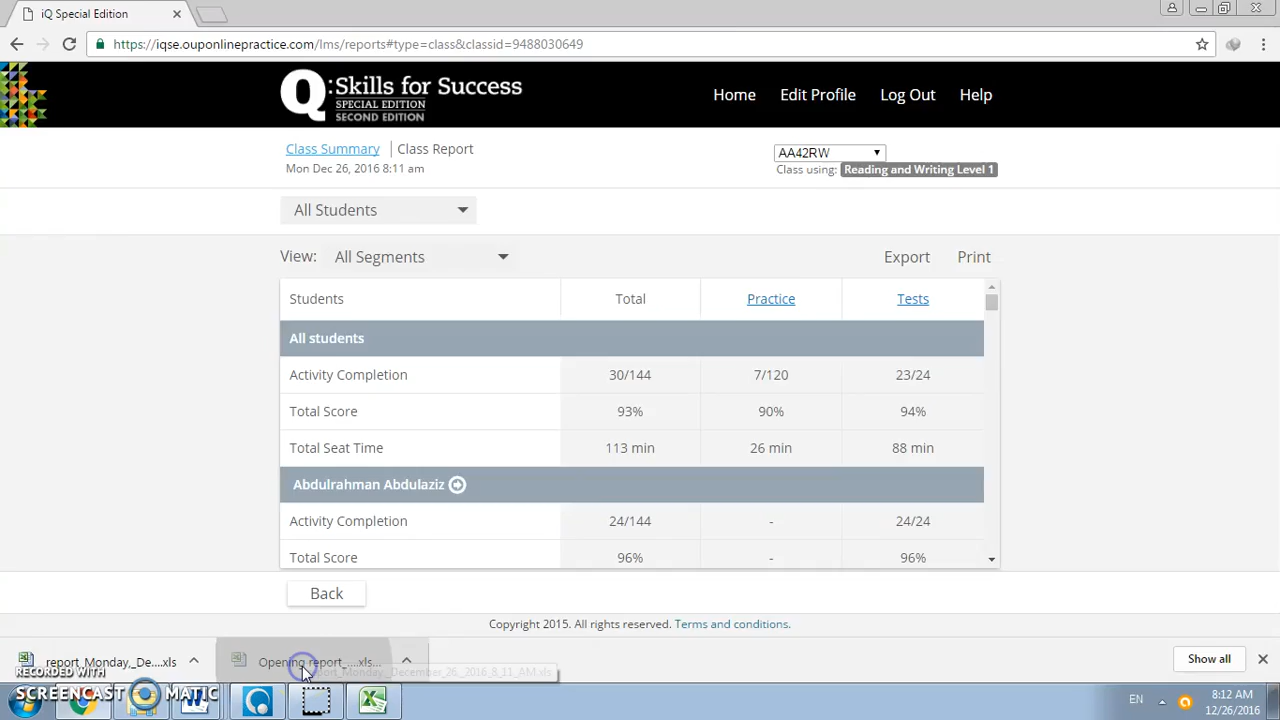 iQ Special Edition
https://iqse.ouponlinepractice.com/lms/reports#type=class&classid=9488030649
Q:Skills for Success
SPECIAL EDITION
SECOND EDITION
Home Edit Profile Log Out Help
Class Summary | Class Report
Mon Dec 26, 2016 8:11 am
AA42RW
Class using: Reading and Writing Level 1
All Students
View: All Segments Export Print
Students Total Practice Tests
All students
Activity Completion 30/144 7/120 23/24
Total Score 93% 90% 94%
Total Seat Time 113 min 26 min 88 min
Abdulrahman Abdulaziz
Activity Completion 24/144 - 24/24
Total Score 96% - 96%
Back
Copyright 2015. All rights reserved. Terms and conditions.
report_Monday,_De....xls Opening report_....xls... Show all
port_Monday,_December_26,_2016_8_11_AM.xls
RECORDED WITH
SCREENCAST MATIC
EN 8:12 AM
12/26/2016